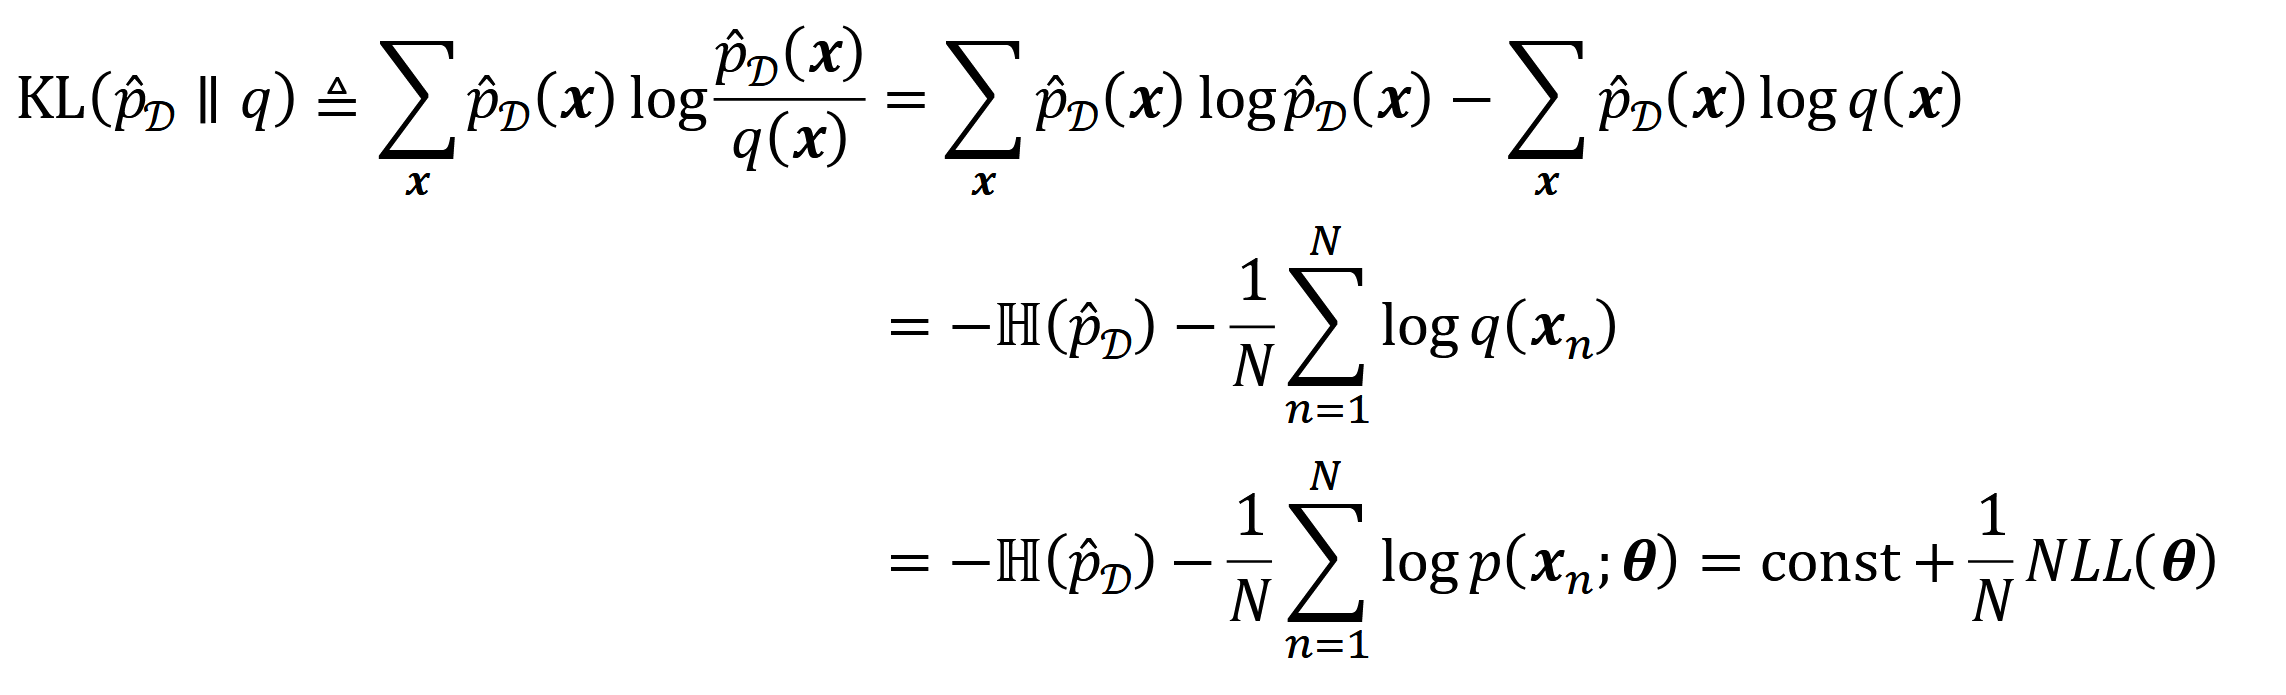 KL(p̂_𝒟 ∥ q) ≜ ∑_𝒙 p̂_𝒟(𝒙) log p̂_𝒟(𝒙)/q(𝒙) = ∑_𝒙 p̂_𝒟(𝒙) log p̂_𝒟(𝒙) − ∑_𝒙 p̂_𝒟(𝒙) log q(𝒙)
= −ℍ(p̂_𝒟) − 1/N ∑_{n=1}^{N} log q(𝒙_n)
= −ℍ(p̂_𝒟) − 1/N ∑_{n=1}^{N} log p(𝒙_n; 𝜽) = const + 1/N NLL(𝜽)